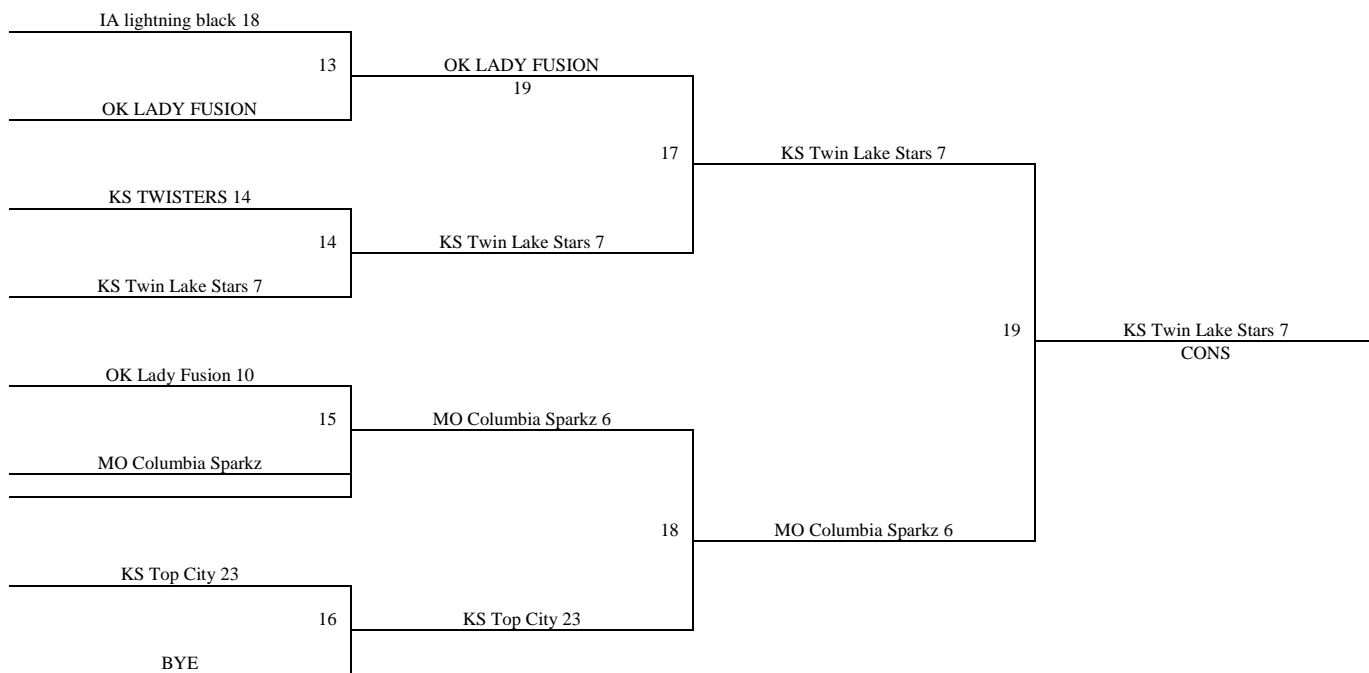 IA lightning black 18
13
OK LADY FUSION
19
OK LADY FUSION
17
KS Twin Lake Stars 7
KS TWISTERS 14
14
KS Twin Lake Stars 7
KS Twin Lake Stars 7
19
KS Twin Lake Stars 7
CONS
OK Lady Fusion 10
15
MO Columbia Sparkz 6
MO Columbia Sparkz
18
MO Columbia Sparkz 6
KS Top City 23
16
KS Top City 23
BYE